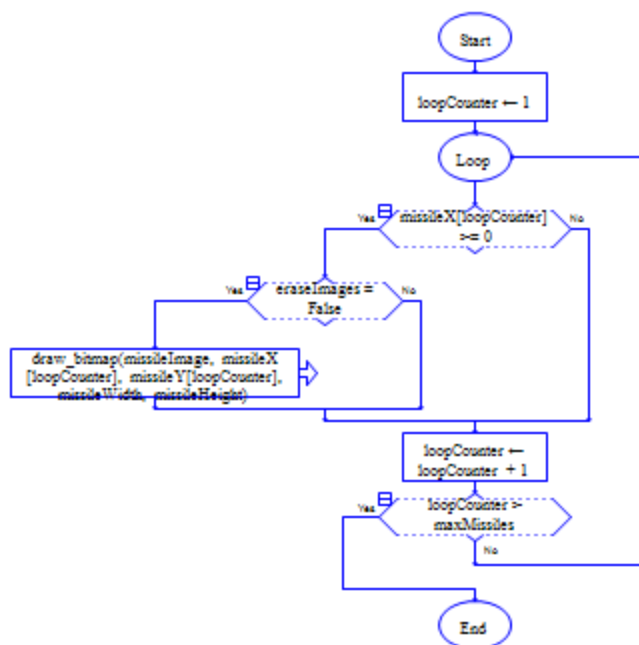 Start
loopCounter ← 1
Loop
Yes
missileX[loopCounter]
>= 0
No
Yes
eraseImages =
False
No
draw_bitmap(missileImage, missileX
[loopCounter], missileY[loopCounter],
missileWidth, missileHeight)
loopCounter ←
loopCounter + 1
Yes
loopCounter >
maxMissiles
No
End